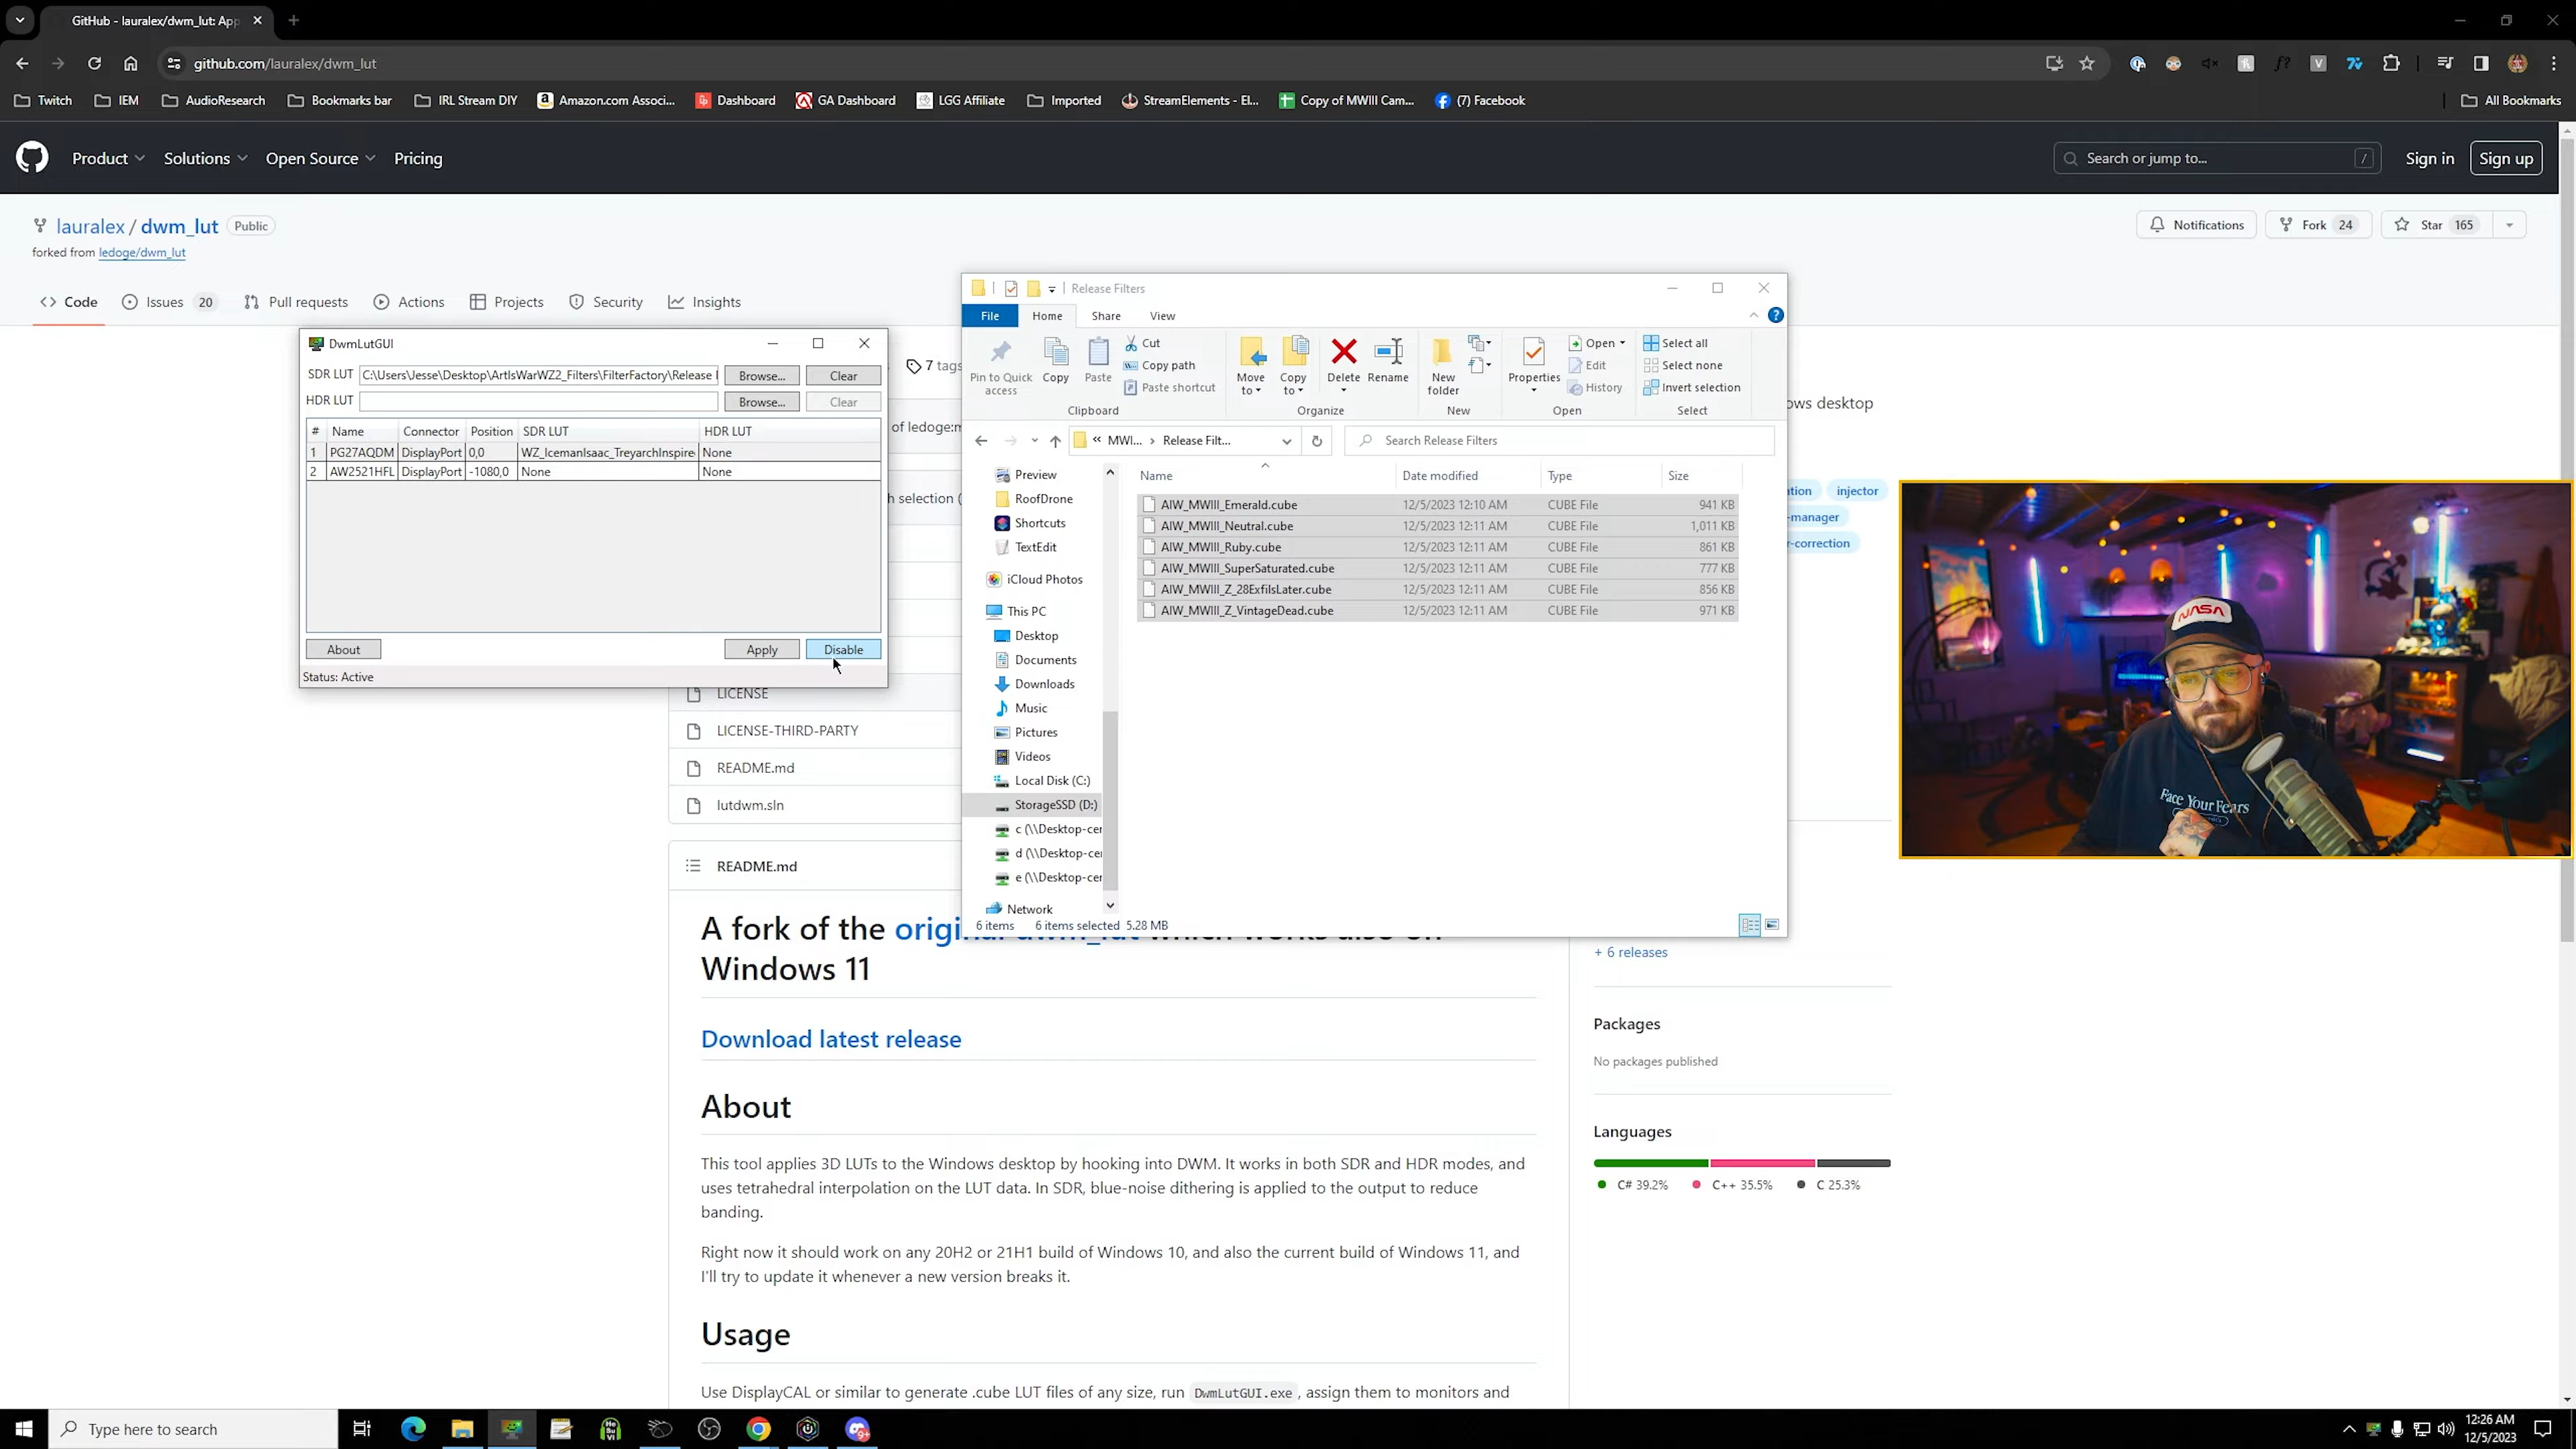 GitHub - lauralex/dwm_lut: App
github.com/lauralex/dwm_lut
Twitch
IEM
AudioResearch
Bookmarks bar
IRL Stream DIY
Amazon.com Associ...
Dashboard
GA Dashboard
LGG Affiliate
Imported
StreamElements - El...
Copy of MWIII Cam...
(7) Facebook
All Bookmarks
Product
Solutions
Open Source
Pricing
Search or jump to...
/
Sign in
Sign up
lauralex / dwm_lut
Public
forked from ledoge/dwm_lut
Notifications
Fork 24
Star 165
Code
Issues 20
Pull requests
Actions
Projects
Security
Insights
DwmLutGUI
SDR LUT
C:\Users\Jesse\Desktop\ArtIsWarWZ2_Filters\FilterFactory\Release
Browse...
Clear
HDR LUT
Browse...
Clear
# Name Connector Position SDR LUT HDR LUT
1 PG27AQDM DisplayPort 0,0 WZ_IcemanIsaac_TreyarchInspire None
2 AW2521HFL DisplayPort -1080,0 None None
About
Apply
Disable
Status: Active
7 tags
of ledoge:m
h selection (
LICENSE
LICENSE-THIRD-PARTY
README.md
lutdwm.sln
Release Filters
File
Home
Share
View
Pin to Quick access
Copy
Paste
Cut
Copy path
Paste shortcut
Clipboard
Move to
Copy to
Delete
Rename
Organize
New folder
New
Properties
Open
Edit
History
Open
Select all
Select none
Invert selection
Select
« MWI... › Release Filt...
Search Release Filters
Preview
RoofDrone
Shortcuts
TextEdit
iCloud Photos
This PC
Desktop
Documents
Downloads
Music
Pictures
Videos
Local Disk (C:)
StorageSSD (D:)
c (\\Desktop-cer
d (\\Desktop-cer
e (\\Desktop-cer
Network
Name Date modified Type Size
AIW_MWIII_Emerald.cube 12/5/2023 12:10 AM CUBE File 941 KB
AIW_MWIII_Neutral.cube 12/5/2023 12:11 AM CUBE File 1,011 KB
AIW_MWIII_Ruby.cube 12/5/2023 12:11 AM CUBE File 861 KB
AIW_MWIII_SuperSaturated.cube 12/5/2023 12:11 AM CUBE File 777 KB
AIW_MWIII_Z_28ExfilsLater.cube 12/5/2023 12:11 AM CUBE File 856 KB
AIW_MWIII_Z_VintageDead.cube 12/5/2023 12:11 AM CUBE File 971 KB
6 items 6 items selected 5.28 MB
ows desktop
ation
injector
-manager
r-correction
NASA
Face Your Fears
README.md
A fork of the original dwm_lut which works also on
Windows 11
Download latest release
About
This tool applies 3D LUTs to the Windows desktop by hooking into DWM. It works in both SDR and HDR modes, and
uses tetrahedral interpolation on the LUT data. In SDR, blue-noise dithering is applied to the output to reduce
banding.
Right now it should work on any 20H2 or 21H1 build of Windows 10, and also the current build of Windows 11, and
I'll try to update it whenever a new version breaks it.
Usage
Use DisplayCAL or similar to generate .cube LUT files of any size, run DwmLutGUI.exe, assign them to monitors and
+ 6 releases
Packages
No packages published
Languages
C# 39.2%
C++ 35.5%
C 25.3%
Type here to search
9+
12:26 AM
12/5/2023